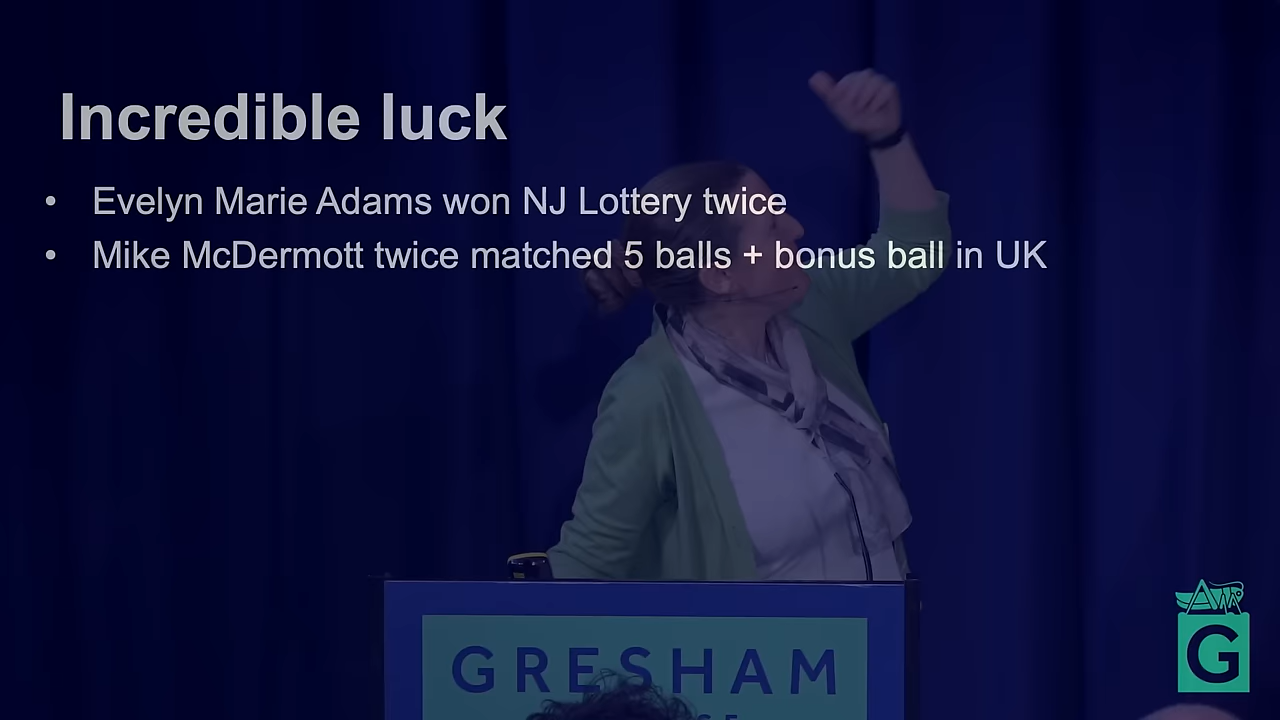 Incredible luck
• Evelyn Marie Adams won NJ Lottery twice
• Mike McDermott twice matched 5 balls + bonus ball in UK
GRESHAM
G